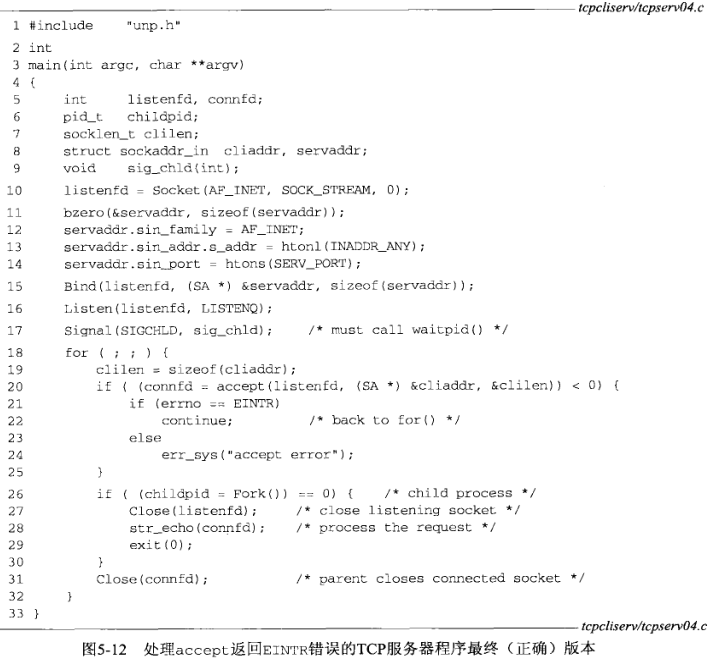 tcpcliserv/tcpserv04.c
1 #include    "unp.h"
2 int
3 main(int argc, char **argv)
4 {
5     int     listenfd, connfd;
6     pid_t   childpid;
7     socklen_t clilen;
8     struct sockaddr_in  cliaddr, servaddr;
9     void    sig_chld(int);
10     listenfd = Socket(AF_INET, SOCK_STREAM, 0);
11     bzero(&servaddr, sizeof(servaddr));
12     servaddr.sin_family = AF_INET;
13     servaddr.sin_addr.s_addr = htonl(INADDR_ANY);
14     servaddr.sin_port = htons(SERV_PORT);
15     Bind(listenfd, (SA *) &servaddr, sizeof(servaddr));
16     Listen(listenfd, LISTENQ);
17     Signal(SIGCHLD, sig_chld);    /* must call waitpid() */
18     for ( ; ; ) {
19         clilen = sizeof(cliaddr);
20         if ( (connfd = accept(listenfd, (SA *) &cliaddr, &clilen)) < 0) {
21             if (errno == EINTR)
22                 continue;         /* back to for() */
23             else
24                 err_sys("accept error");
25         }
26         if ( (childpid = Fork()) == 0) {    /* child process */
27             Close(listenfd);    /* close listening socket */
28             str_echo(connfd);   /* process the request */
29             exit(0);
30         }
31         Close(connfd);          /* parent closes connected socket */
32     }
33 }
tcpcliserv/tcpserv04.c
图5-12 处理accept返回EINTR错误的TCP服务器程序最终（正确）版本